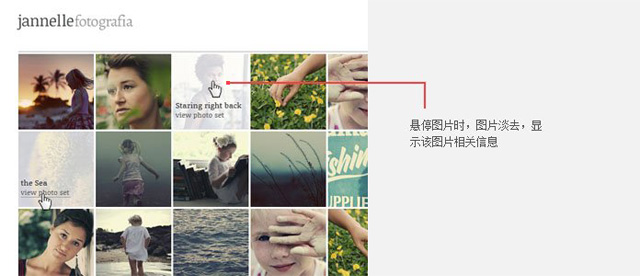 jannellefotografia
Staring right back
view photo set
悬停图片时，图片淡去，显
示该图片相关信息
the Sea
view photo set
shin
UPPLIE